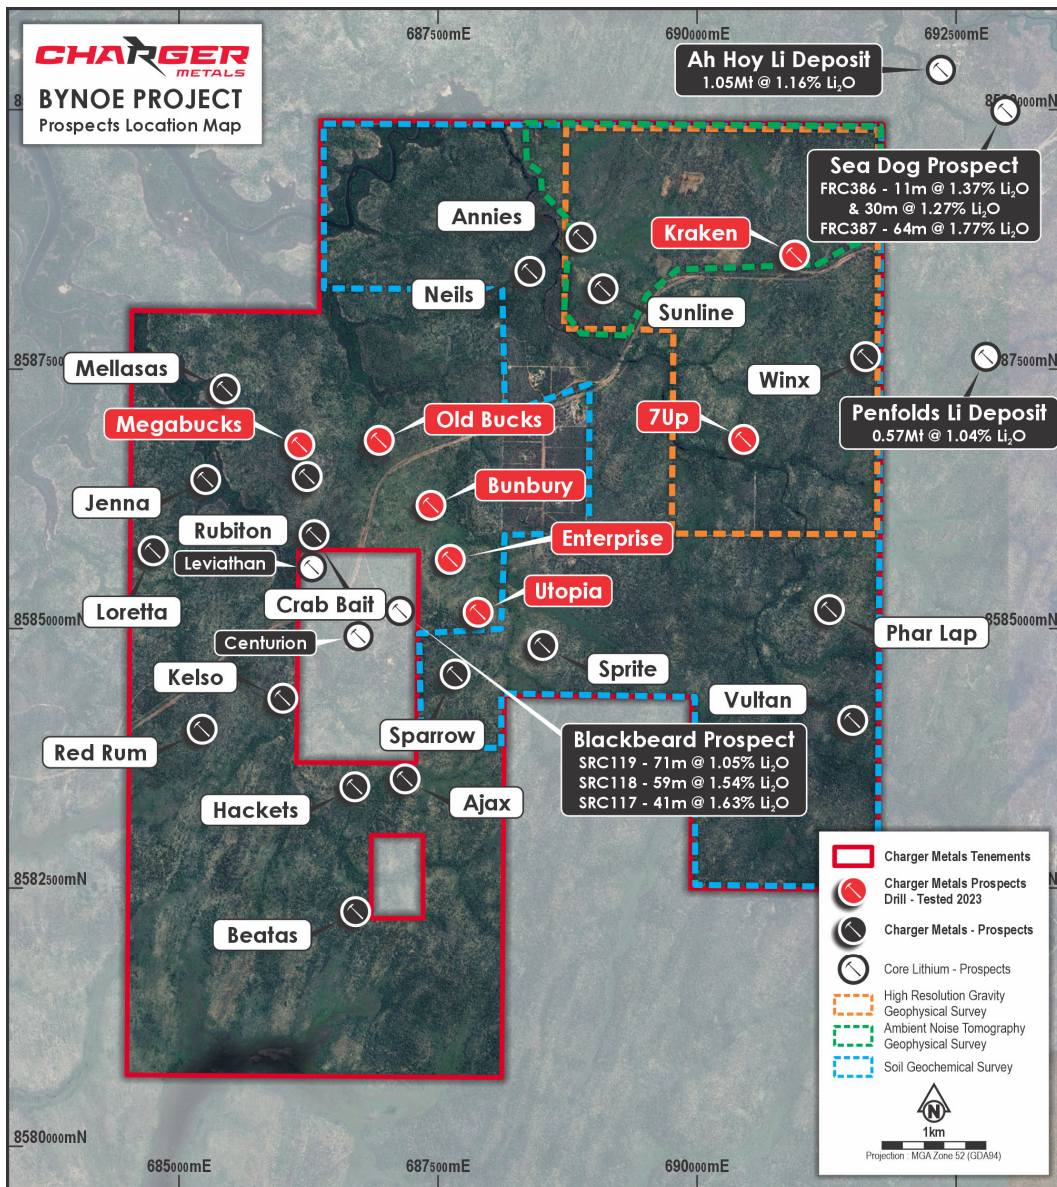 687500mE
690000mE
692500mE
CHARGER
METALS
BYNOE PROJECT
Prospects Location Map
Ah Hoy Li Deposit
1.05Mt @ 1.16% Li₂O
Sea Dog Prospect
FRC386 - 11m @ 1.37% Li₂O
& 30m @ 1.27% Li₂O
FRC387 - 64m @ 1.77% Li₂O
Annies
Kraken
Neils
Sunline
8587500mN
Mellasas
Winx
Penfolds Li Deposit
0.57Mt @ 1.04% Li₂O
Megabucks
Old Bucks
7Up
Jenna
Bunbury
Rubiton
Enterprise
Leviathan
Loretta
Crab Bait
Utopia
8585000mN
Centurion
Phar Lap
Kelso
Sprite
Vultan
Red Rum
Sparrow
Blackbeard Prospect
SRC119 - 71m @ 1.05% Li₂O
SRC118 - 59m @ 1.54% Li₂O
SRC117 - 41m @ 1.63% Li₂O
Hackets
Ajax
8582500mN
Beatas
Charger Metals Tenements
Charger Metals Prospects
Drill - Tested 2023
Charger Metals - Prospects
Core Lithium - Prospects
High Resolution Gravity
Geophysical Survey
Ambient Noise Tomography
Geophysical Survey
Soil Geochemical Survey
N
1km
Projection : MGA Zone 52 (GDA94)
8580000mN
685000mE
687500mE
690000mE